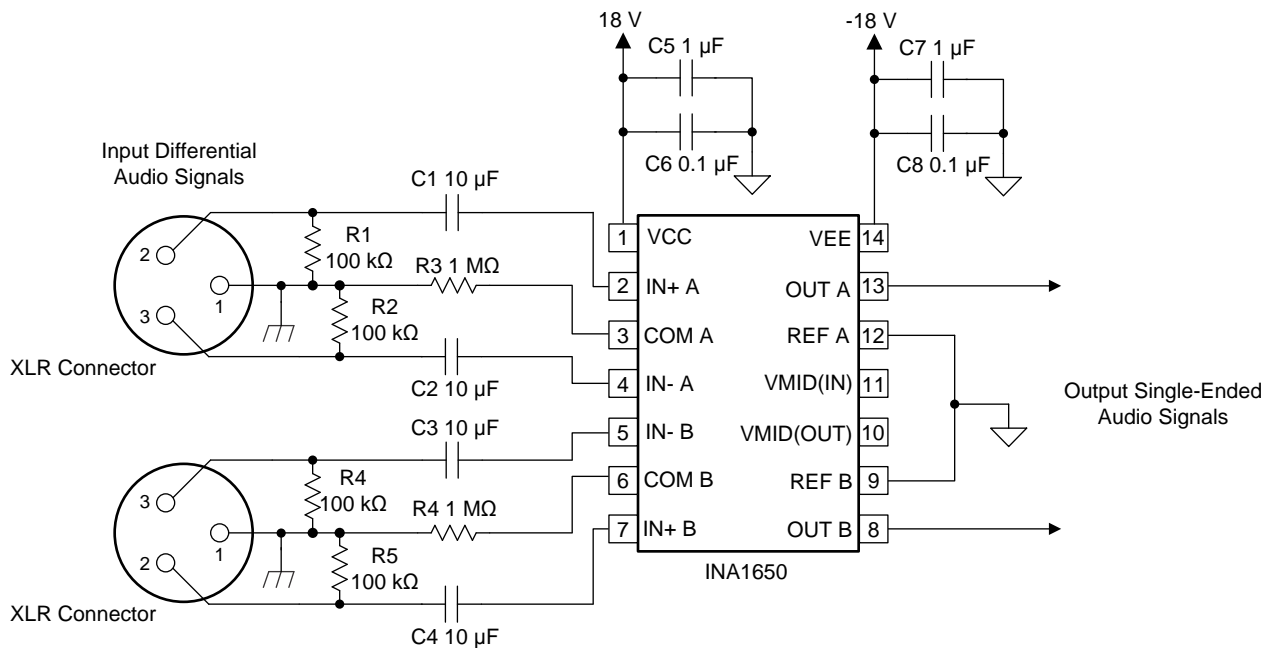 18 V
-18 V
C5 1 µF
C7 1 µF
C6 0.1 µF
C8 0.1 µF
Input Differential
Audio Signals
C1 10 µF
2
3
1
R1
100 kΩ
R3 1 MΩ
R2
100 kΩ
XLR Connector
C2 10 µF
C3 10 µF
1 VCC
VEE 14
2 IN+ A
OUT A 13
3 COM A
REF A 12
4 IN- A
VMID(IN) 11
5 IN- B
VMID(OUT) 10
6 COM B
REF B 9
7 IN+ B
OUT B 8
INA1650
Output Single-Ended
Audio Signals
3
2
1
R4
100 kΩ
R4 1 MΩ
R5
100 kΩ
XLR Connector
C4 10 µF